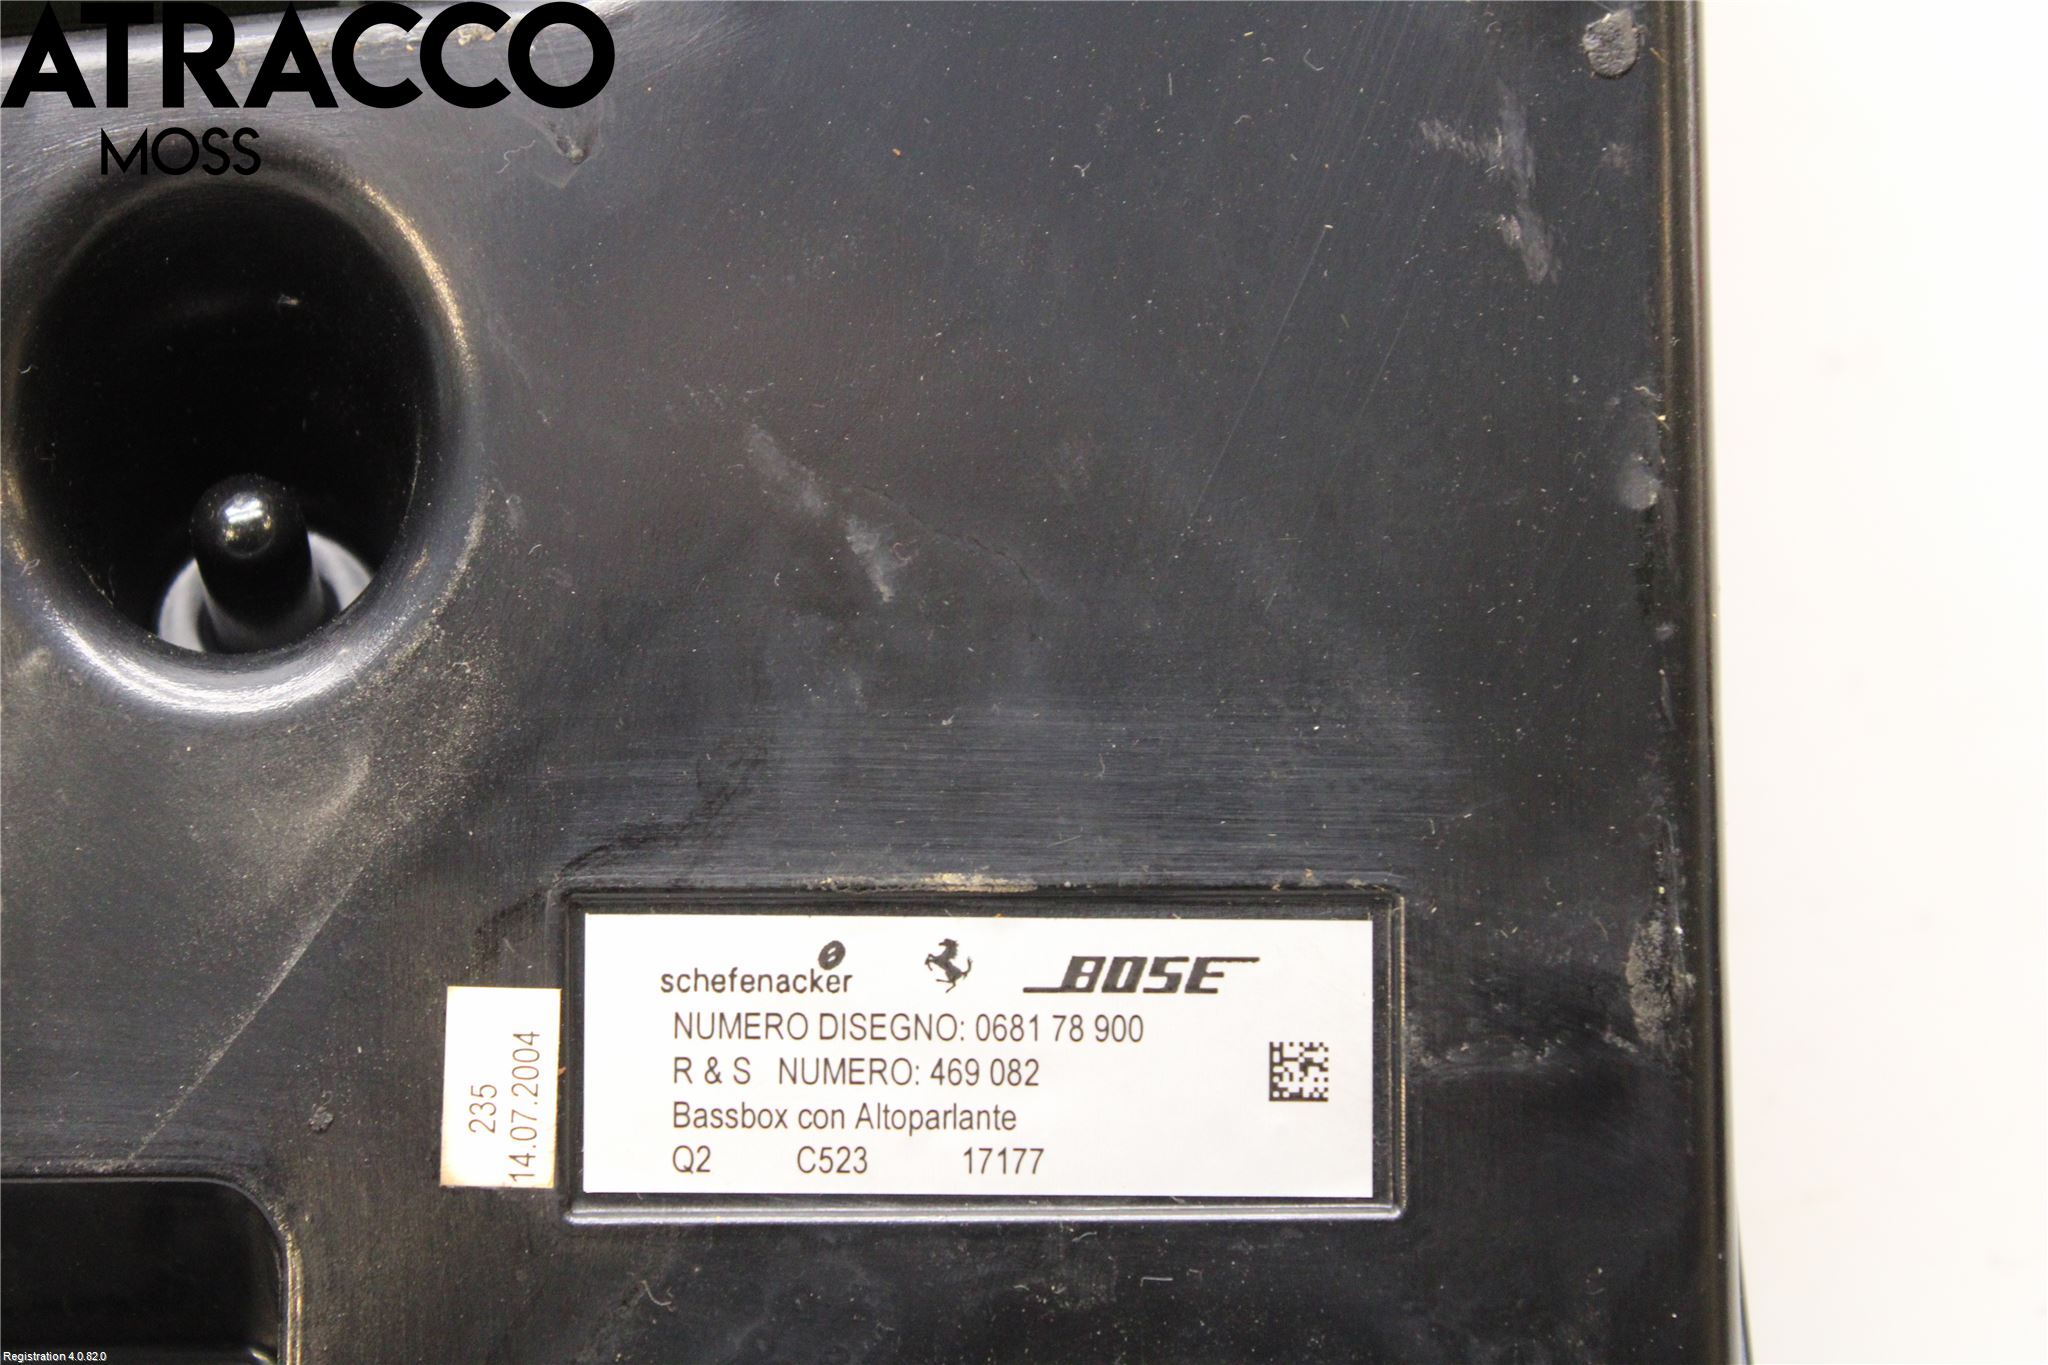 ATRACCO
MOSS
schefenacker BOSE
NUMERO DISEGNO: 0681 78 900
R & S NUMERO: 469 082
Bassbox con Altoparlante
Q2 C523 17177
235
14.07.2004
Registration 4.0.82.0